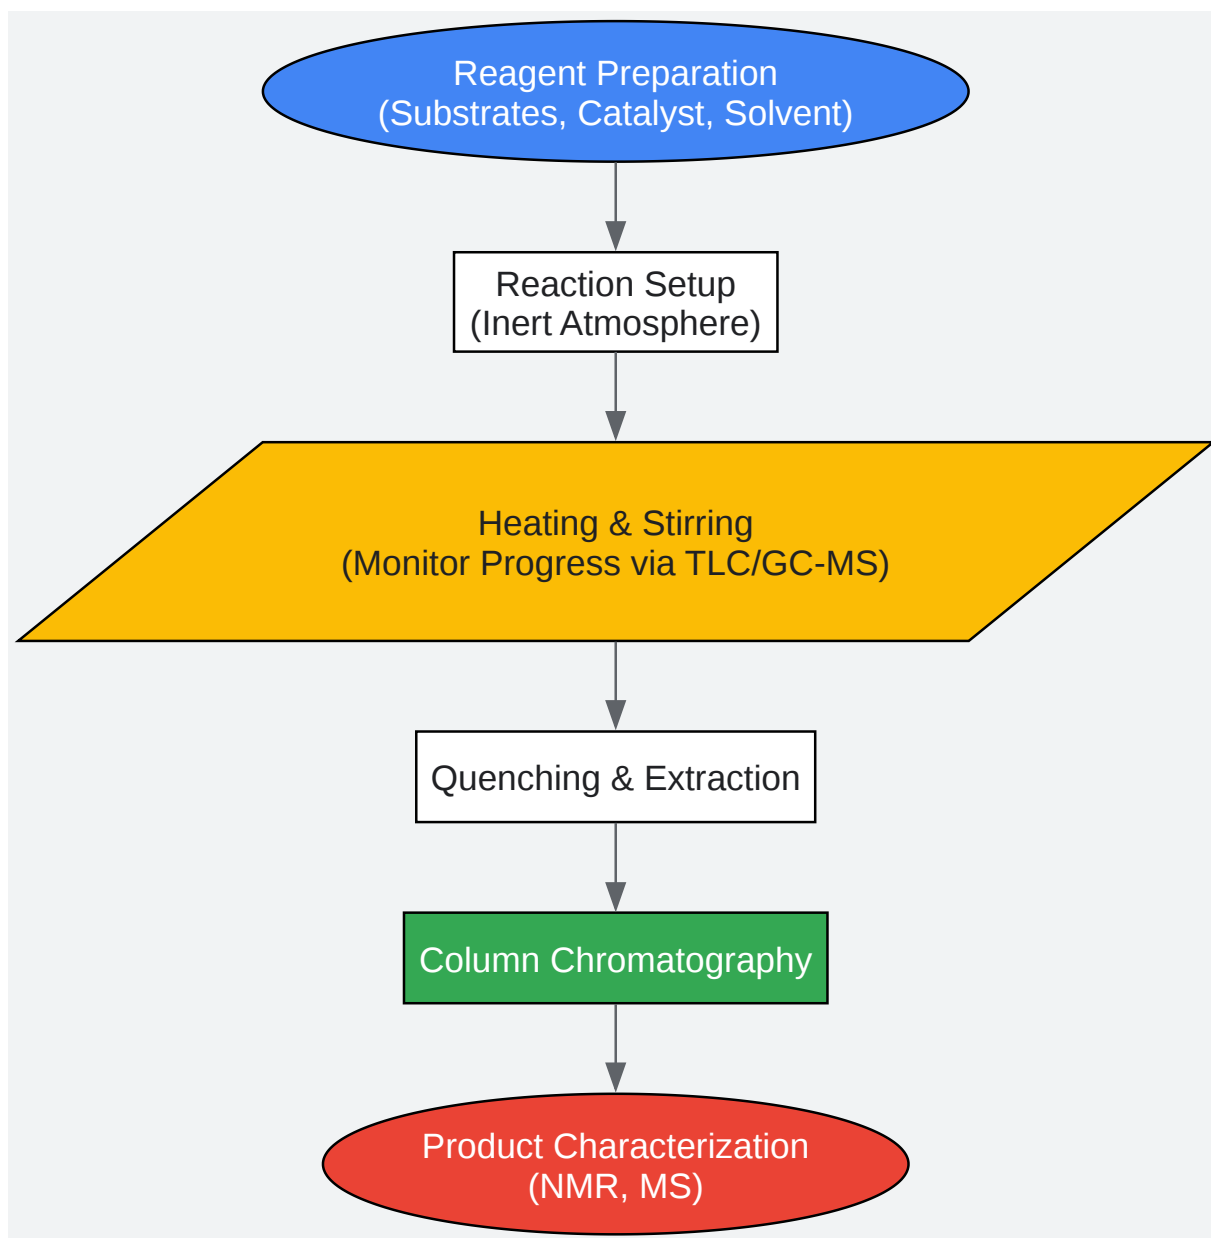 Reagent Preparation
(Substrates, Catalyst, Solvent)
Reaction Setup
(Inert Atmosphere)
Heating & Stirring
(Monitor Progress via TLC/GC-MS)
Quenching & Extraction
Column Chromatography
Product Characterization
(NMR, MS)